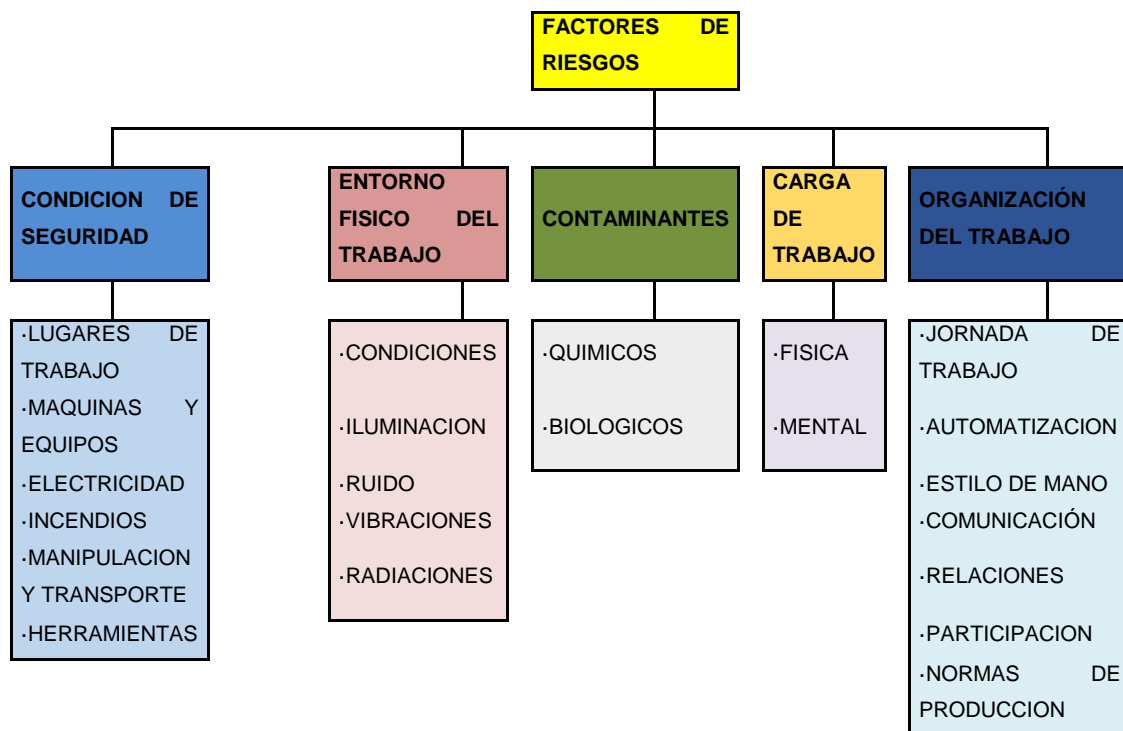 FACTORES DE
RIESGOS
CONDICION DE
SEGURIDAD
ENTORNO
FISICO DEL
TRABAJO
CONTAMINANTES
CARGA
DE
TRABAJO
ORGANIZACIÓN
DEL TRABAJO
·LUGARES DE
TRABAJO
·MAQUINAS Y
EQUIPOS
·ELECTRICIDAD
·INCENDIOS
·MANIPULACION
Y TRANSPORTE
·HERRAMIENTAS
·CONDICIONES
·ILUMINACION
·RUIDO
·VIBRACIONES
·RADIACIONES
·QUIMICOS
·BIOLOGICOS
·FISICA
·MENTAL
·JORNADA DE
TRABAJO
·AUTOMATIZACION
·ESTILO DE MANO
·COMUNICACIÓN
·RELACIONES
·PARTICIPACION
·NORMAS DE
PRODUCCION